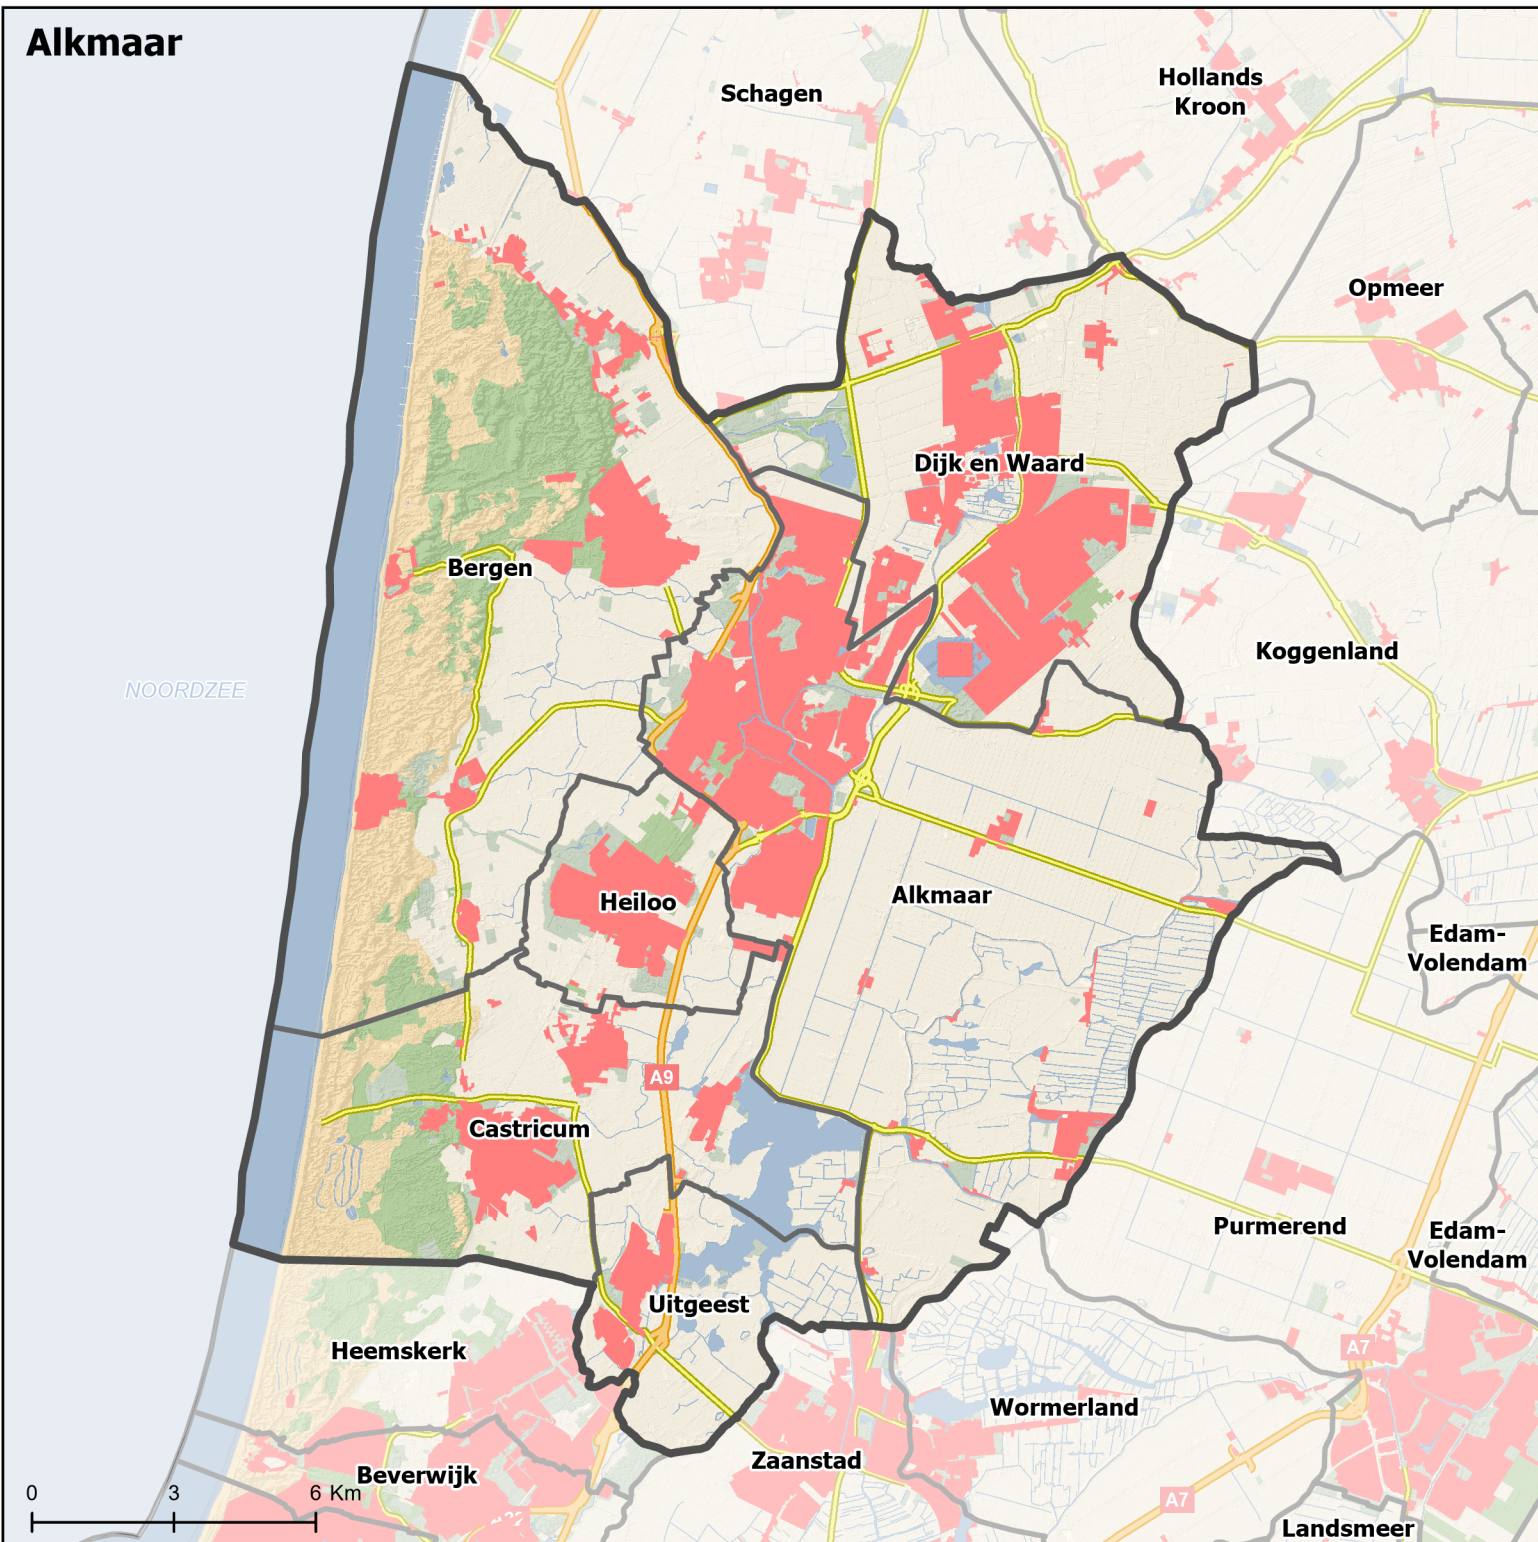 Alkmaar
Schagen
Hollands
Kroon
Opmeer
Dijk en Waard
Bergen
Koggenland
NOORDZEE
Heiloo
Alkmaar
Edam-
Volendam
A9
Castricum
Purmerend
Edam-
Volendam
Uitgeest
Heemskerk
A7
Wormerland
Zaanstad
Beverwijk
0 3 6 Km
A7
Landsmeer